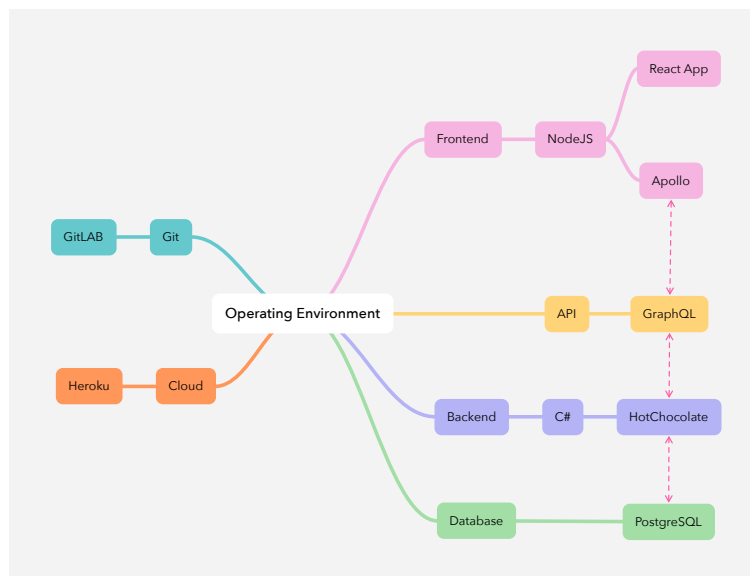 React App
Frontend
NodeJS
Apollo
GitLAB
Git
Operating Environment
API
GraphQL
Heroku
Cloud
Backend
C#
HotChocolate
Database
PostgreSQL